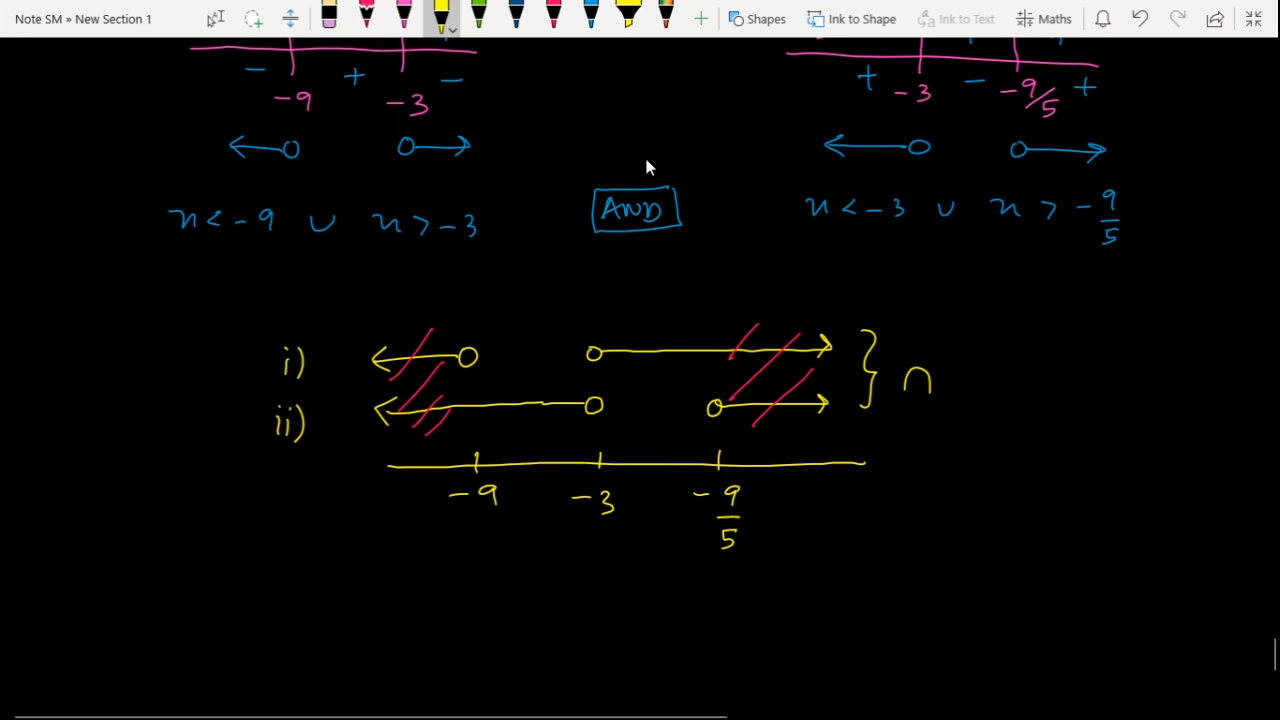 Note SM » New Section 1 Shapes Ink to Shape Ink to Text Maths
- + - + - +
-9 -3 -3 -9/5
x < -9 ∪ x > -3 AND x < -3 ∪ x > -9/5
i)
ii) ∩
-9 -3 -9/5